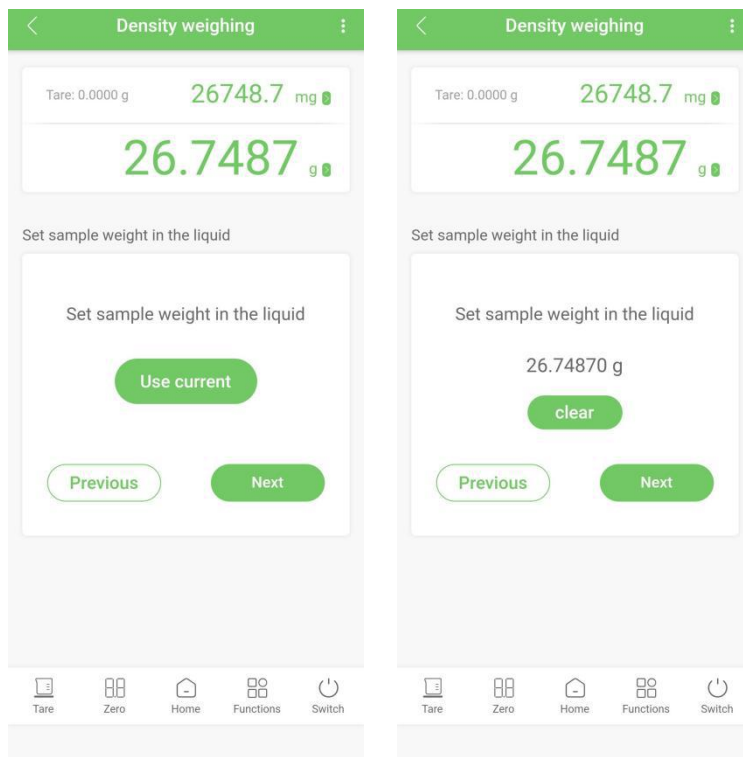 Density weighing
Tare: 0.0000 g 26748.7 mg
26.7487 g
Set sample weight in the liquid
Set sample weight in the liquid
Use current
Previous Next
Tare Zero Home Functions Switch
Density weighing
Tare: 0.0000 g 26748.7 mg
26.7487 g
Set sample weight in the liquid
Set sample weight in the liquid
26.74870 g
clear
Previous Next
Tare Zero Home Functions Switch